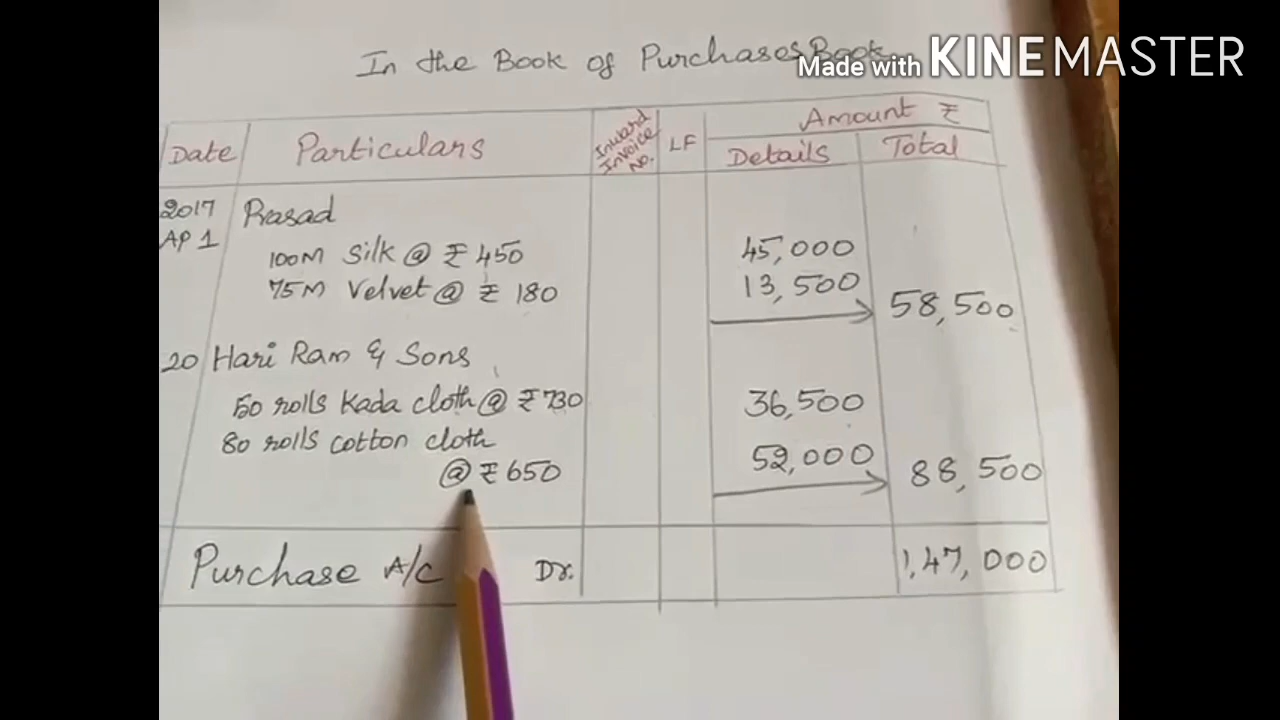 In the Book of Purchases Book
Made with KINEMASTER
Date Particulars Inward Invoice No. LF Amount ₹
Details Total
2017 Prasad
AP 1
100M Silk @ ₹ 450 45,000
75M Velvet @ ₹ 180 13,500 58,500
20 Hari Ram & Sons
50 rolls Kada cloth @ ₹ 730 36,500
80 rolls cotton cloth
@ ₹ 650 52,000 88,500
Purchase A/C Dr. 1,47,000